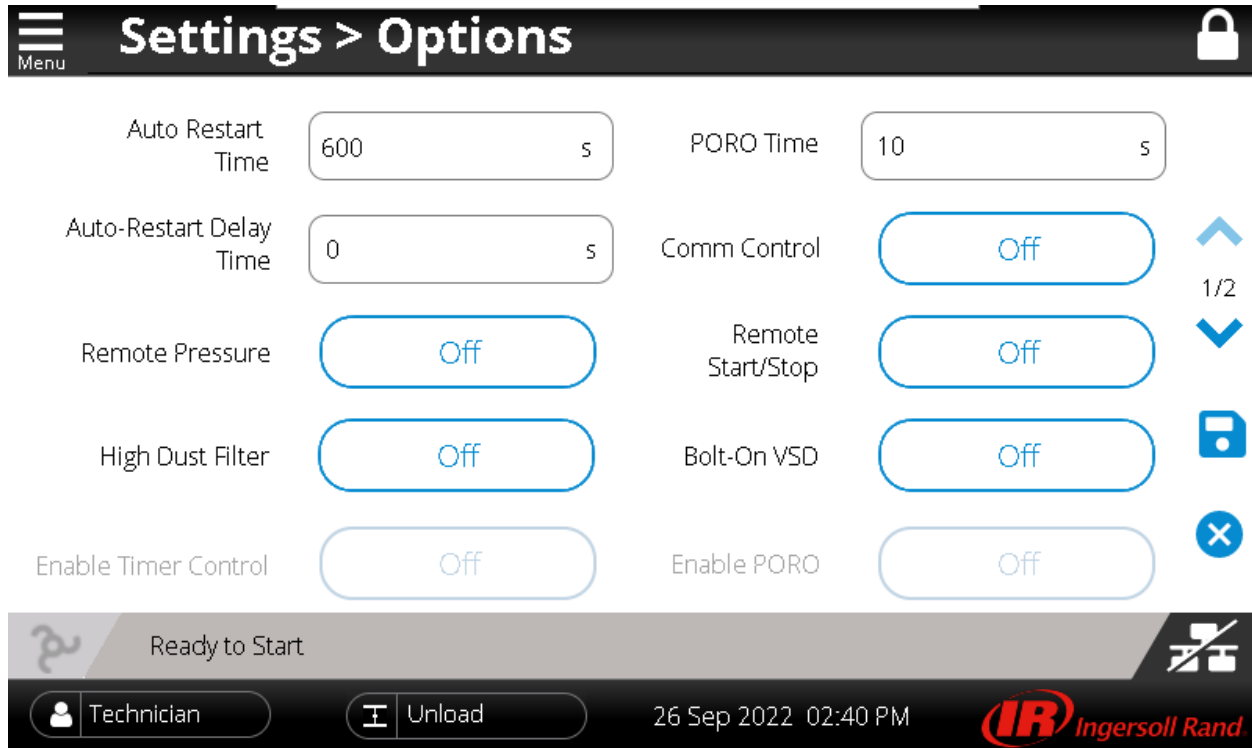 Settings > Options
Menu
Auto Restart
Time
600 s
PORO Time
10 s
Auto-Restart Delay
Time
0 s
Comm Control
Off
1/2
Remote Pressure
Off
Remote
Start/Stop
Off
High Dust Filter
Off
Bolt-On VSD
Off
Enable Timer Control
Off
Enable PORO
Off
Ready to Start
Technician
Unload
26 Sep 2022 02:40 PM
IR Ingersoll Rand